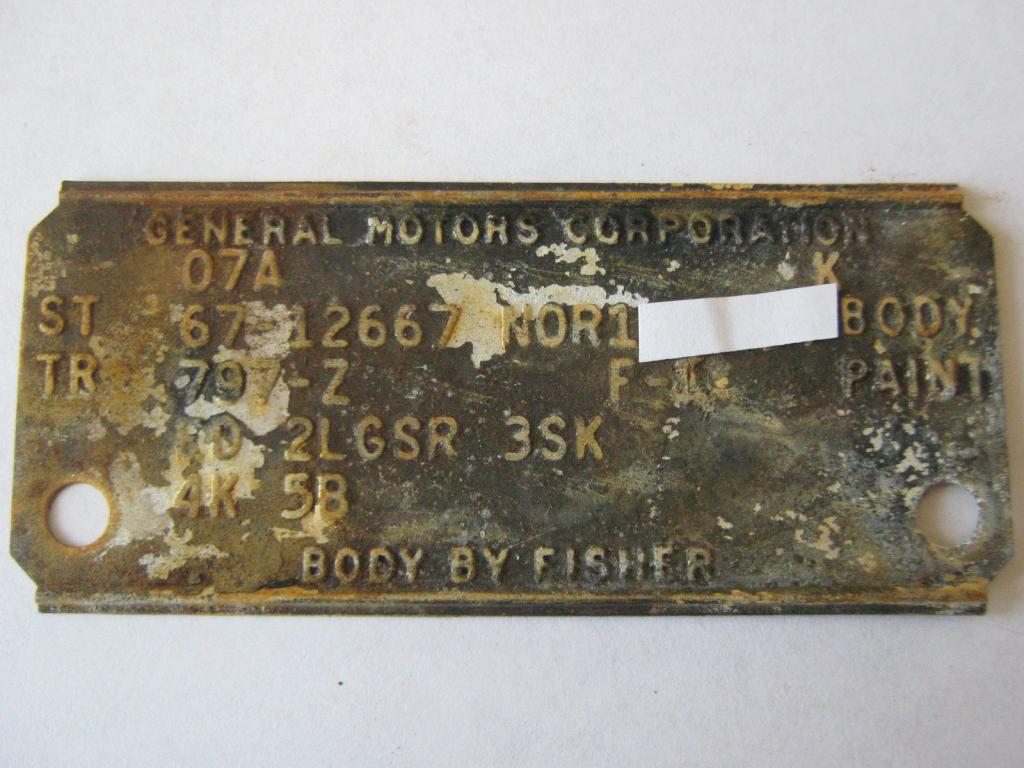 GENERAL MOTORS CORPORATION
07A K
ST 67-12667 NOR1 BODY
TR 797-Z PAINT
2LGSR 3SK
4K 5B
BODY BY FISHER